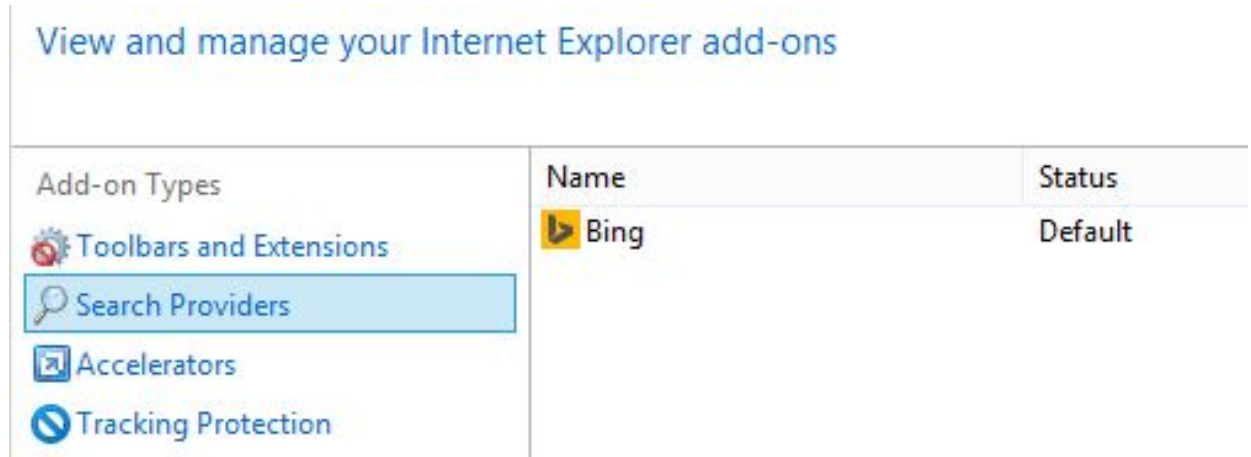 View and manage your Internet Explorer add-ons
Add-on Types
Toolbars and Extensions
Search Providers
Accelerators
Tracking Protection
Name Status
Bing Default